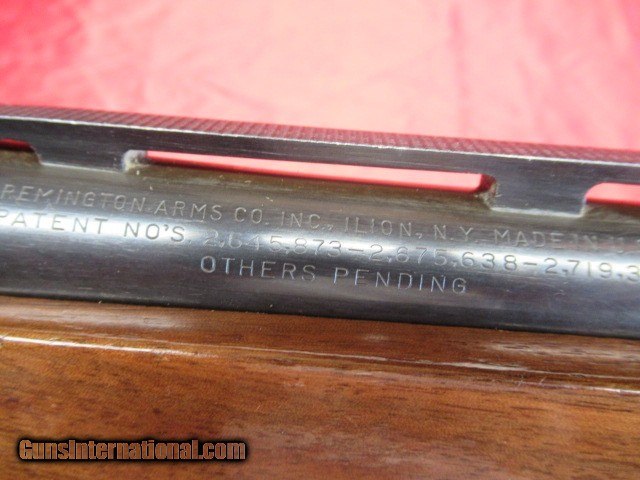 REMINGTON ARMS CO. INC., ILION, N.Y. MADE IN U
PATENT NO'S. 2,645,873-2,675,638-2,719,3
OTHERS PENDING
GunsInternational.com